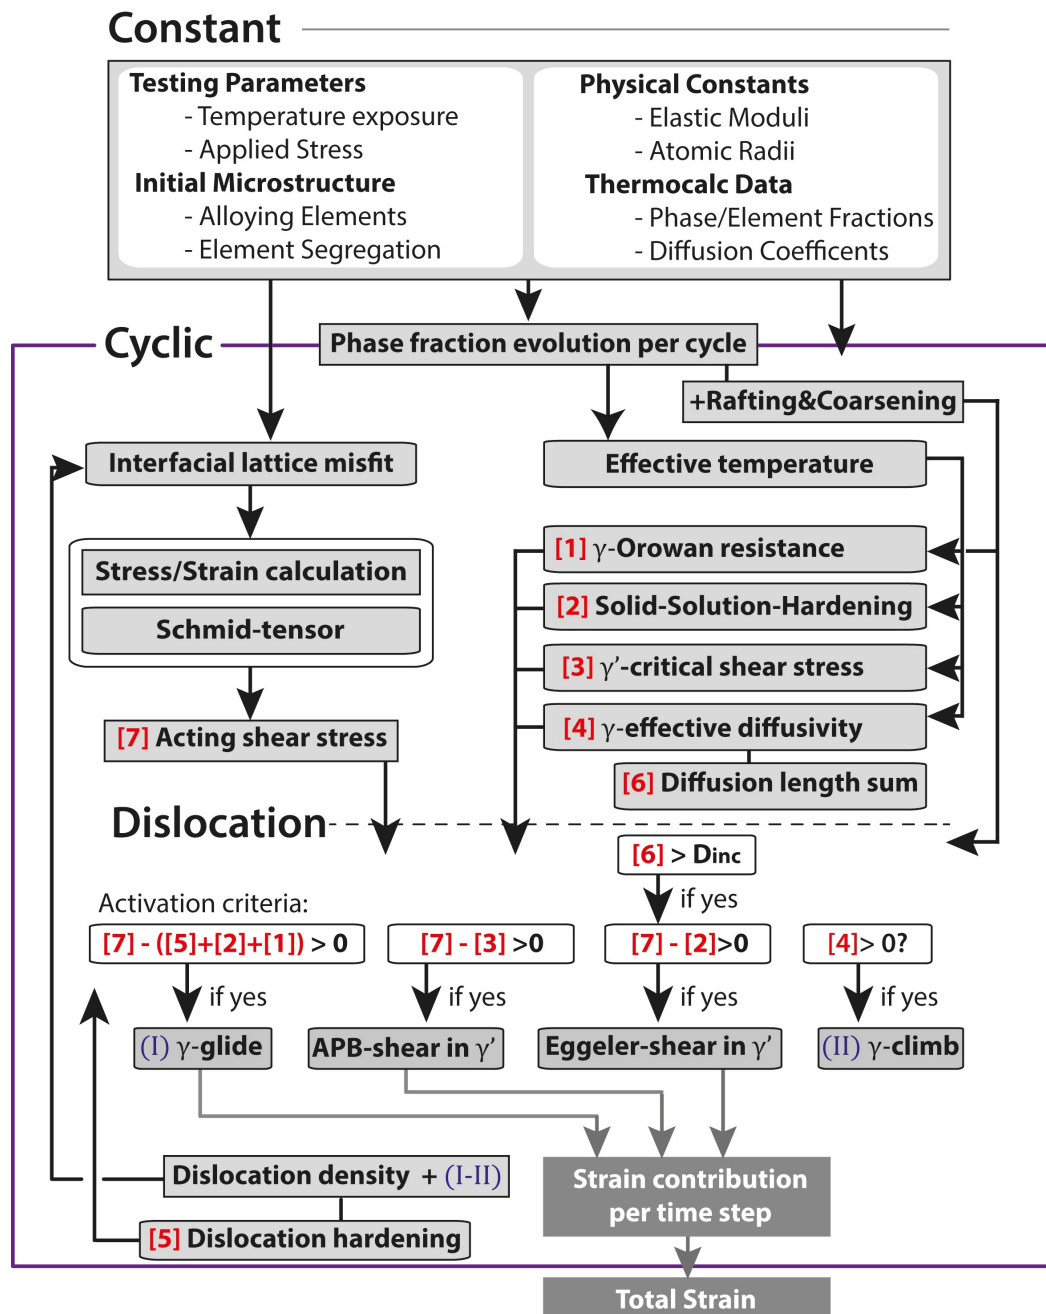 Constant
Testing Parameters
- Temperature exposure
- Applied Stress
Initial Microstructure
- Alloying Elements
- Element Segregation
Physical Constants
- Elastic Moduli
- Atomic Radii
Thermocalc Data
- Phase/Element Fractions
- Diffusion Coefficents
Cyclic
Phase fraction evolution per cycle
+Rafting&Coarsening
Interfacial lattice misfit
Stress/Strain calculation
Schmid-tensor
[7] Acting shear stress
Effective temperature
[1] γ-Orowan resistance
[2] Solid-Solution-Hardening
[3] γ'-critical shear stress
[4] γ-effective diffusivity
[6] Diffusion length sum
Dislocation
[6] > Dinc
if yes
Activation criteria:
[7] - ([5]+[2]+[1]) > 0
[7] - [3] >0
[7] - [2]>0
[4]> 0?
if yes
if yes
if yes
if yes
(I) γ-glide
APB-shear in γ'
Eggeler-shear in γ'
(II) γ-climb
Dislocation density + (I-II)
[5] Dislocation hardening
Strain contribution
per time step
Total Strain